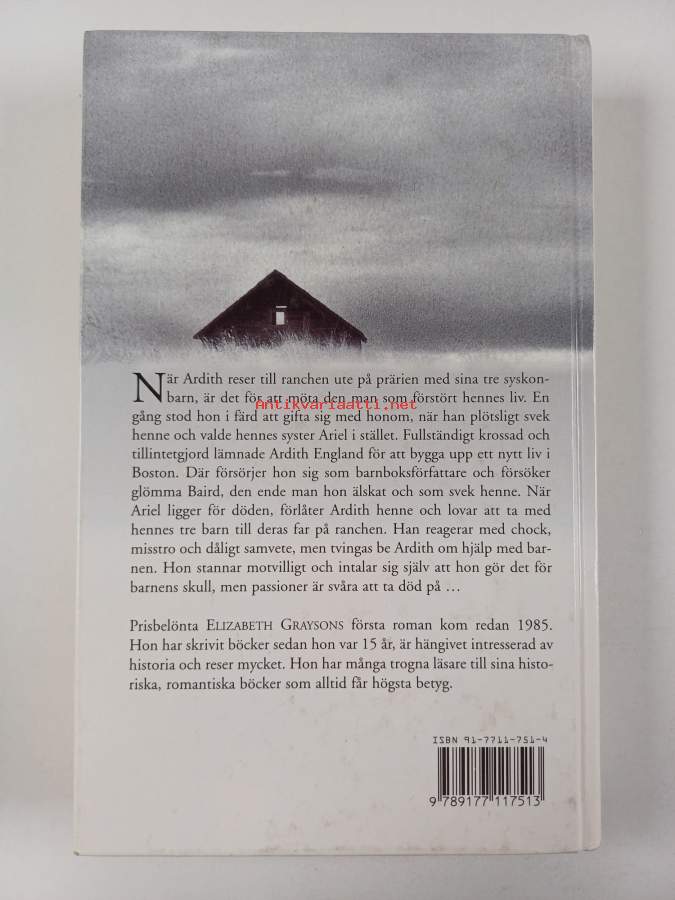 När Ardith reser till ranchen ute på prärien med sina tre syskon-
barn, är det för att möta den man som förstört hennes liv. En
Antikvariaatti.net
gång stod hon i färd att gifta sig med honom, när han plötsligt svek
henne och valde hennes syster Ariel i stället. Fullständigt krossad och
tillintetgjord lämnade Ardith England för att bygga upp ett nytt liv i
Boston. Där försörjer hon sig som barnboksförfattare och försöker
glömma Baird, den ende man hon älskat och som svek henne. När
Ariel ligger för döden, förlåter Ardith henne och lovar att ta med
hennes tre barn till deras far på ranchen. Han reagerar med chock,
misstro och dåligt samvete, men tvingas be Ardith om hjälp med bar-
nen. Hon stannar motvilligt och intalar sig själv att hon gör det för
barnens skull, men passioner är svåra att ta död på ...
Prisbelönta ELIZABETH GRAYSONS första roman kom redan 1985.
Hon har skrivit böcker sedan hon var 15 år, är hängivet intresserad av
historia och reser mycket. Hon har många trogna läsare till sina histo-
riska, romantiska böcker som alltid får högsta betyg.
ISBN 91-7711-751-4
9 789177 117513